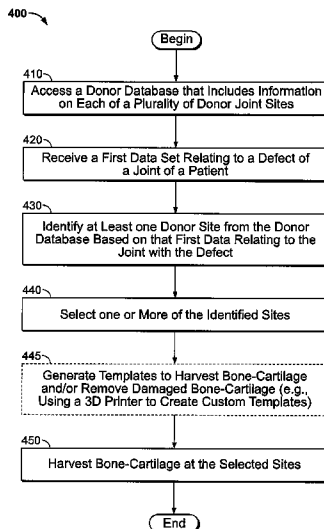 400
Begin
410
Access a Donor Database that Includes Information
on Each of a Plurality of Donor Joint Sites
420
Receive a First Data Set Relating to a Defect of
a Joint of a Patient
430
Identify at Least one Donor Site from the Donor
Database Based on that First Data Relating to the
Joint with the Defect
440
Select one or More of the Identified Sites
445
Generate Templates to Harvest Bone-Cartilage
and/or Remove Damaged Bone-Cartilage (e.g.,
Using a 3D Printer to Create Custom Templates)
450
Harvest Bone-Cartilage at the Selected Sites
End